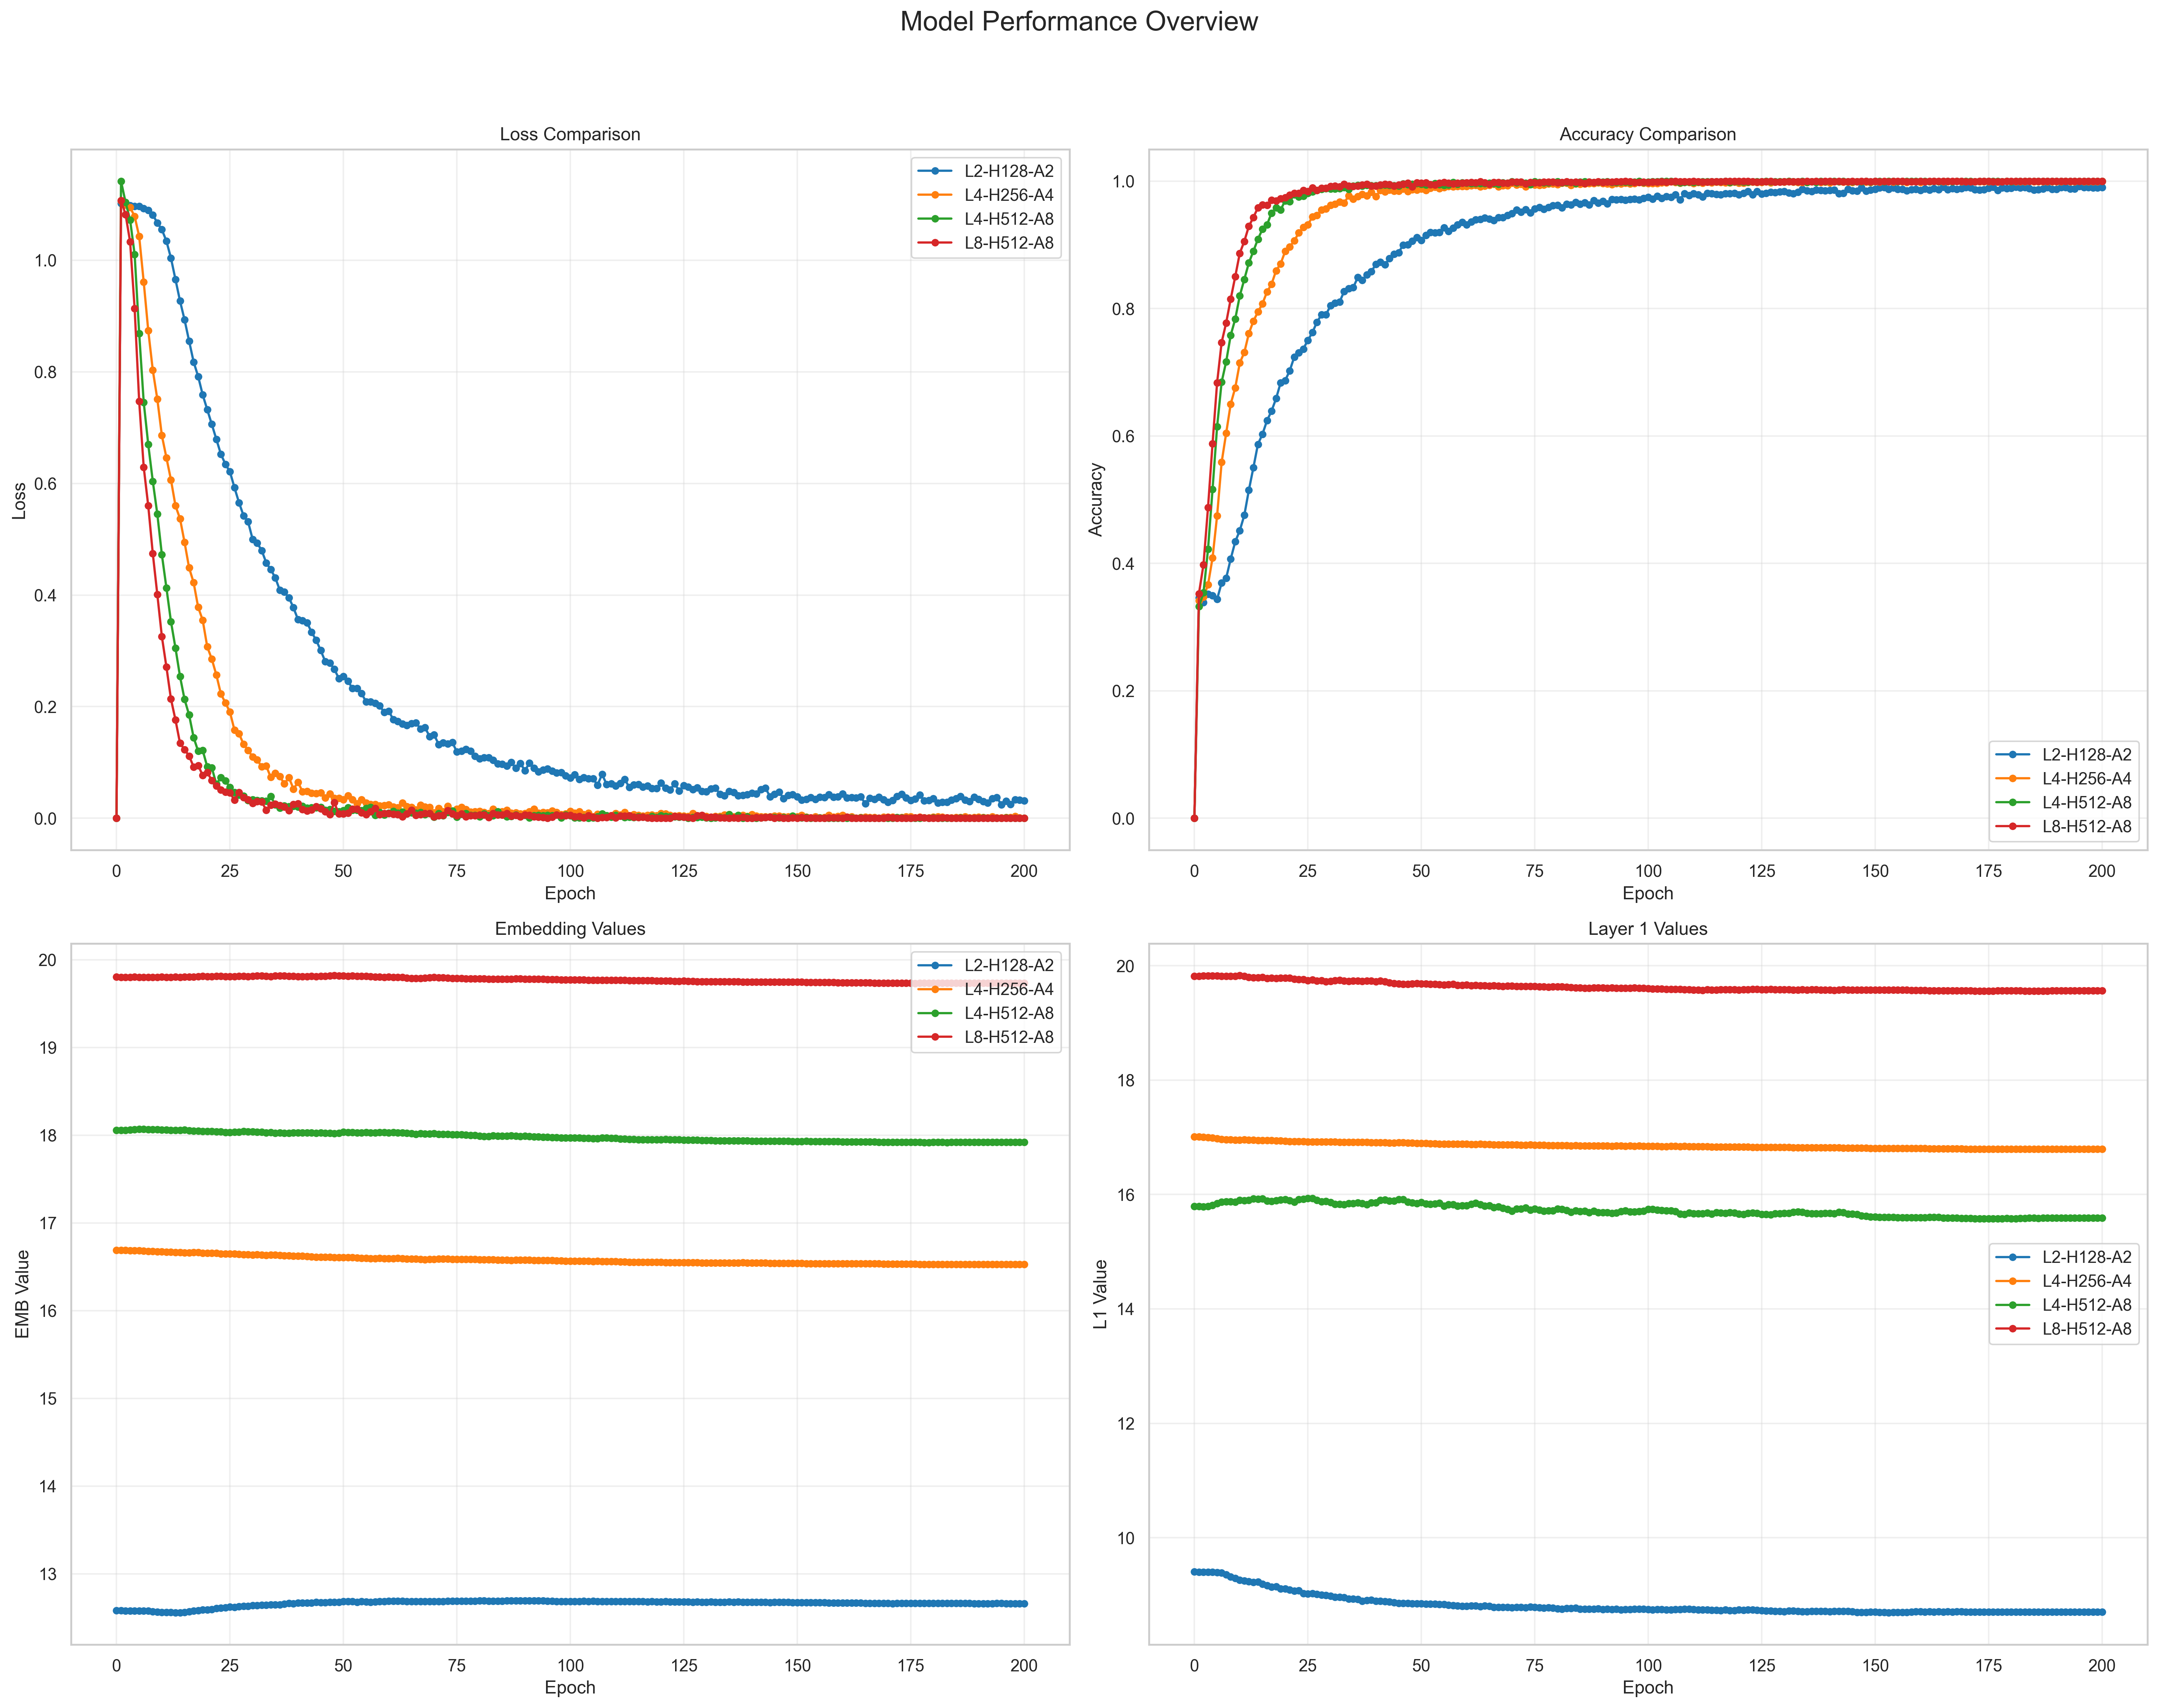 Model Performance Overview
Loss Comparison
Loss
1.0
0.8
0.6
0.4
0.2
0.0
L2-H128-A2
L4-H256-A4
L4-H512-A8
L8-H512-A8
0 25 50 75 100 125 150 175 200
Epoch
Accuracy Comparison
Accuracy
1.0
0.8
0.6
0.4
0.2
0.0
L2-H128-A2
L4-H256-A4
L4-H512-A8
L8-H512-A8
0 25 50 75 100 125 150 175 200
Epoch
Embedding Values
EMB Value
20
19
18
17
16
15
14
13
L2-H128-A2
L4-H256-A4
L4-H512-A8
L8-H512-A8
0 25 50 75 100 125 150 175 200
Epoch
Layer 1 Values
L1 Value
20
18
16
14
12
10
L2-H128-A2
L4-H256-A4
L4-H512-A8
L8-H512-A8
0 25 50 75 100 125 150 175 200
Epoch